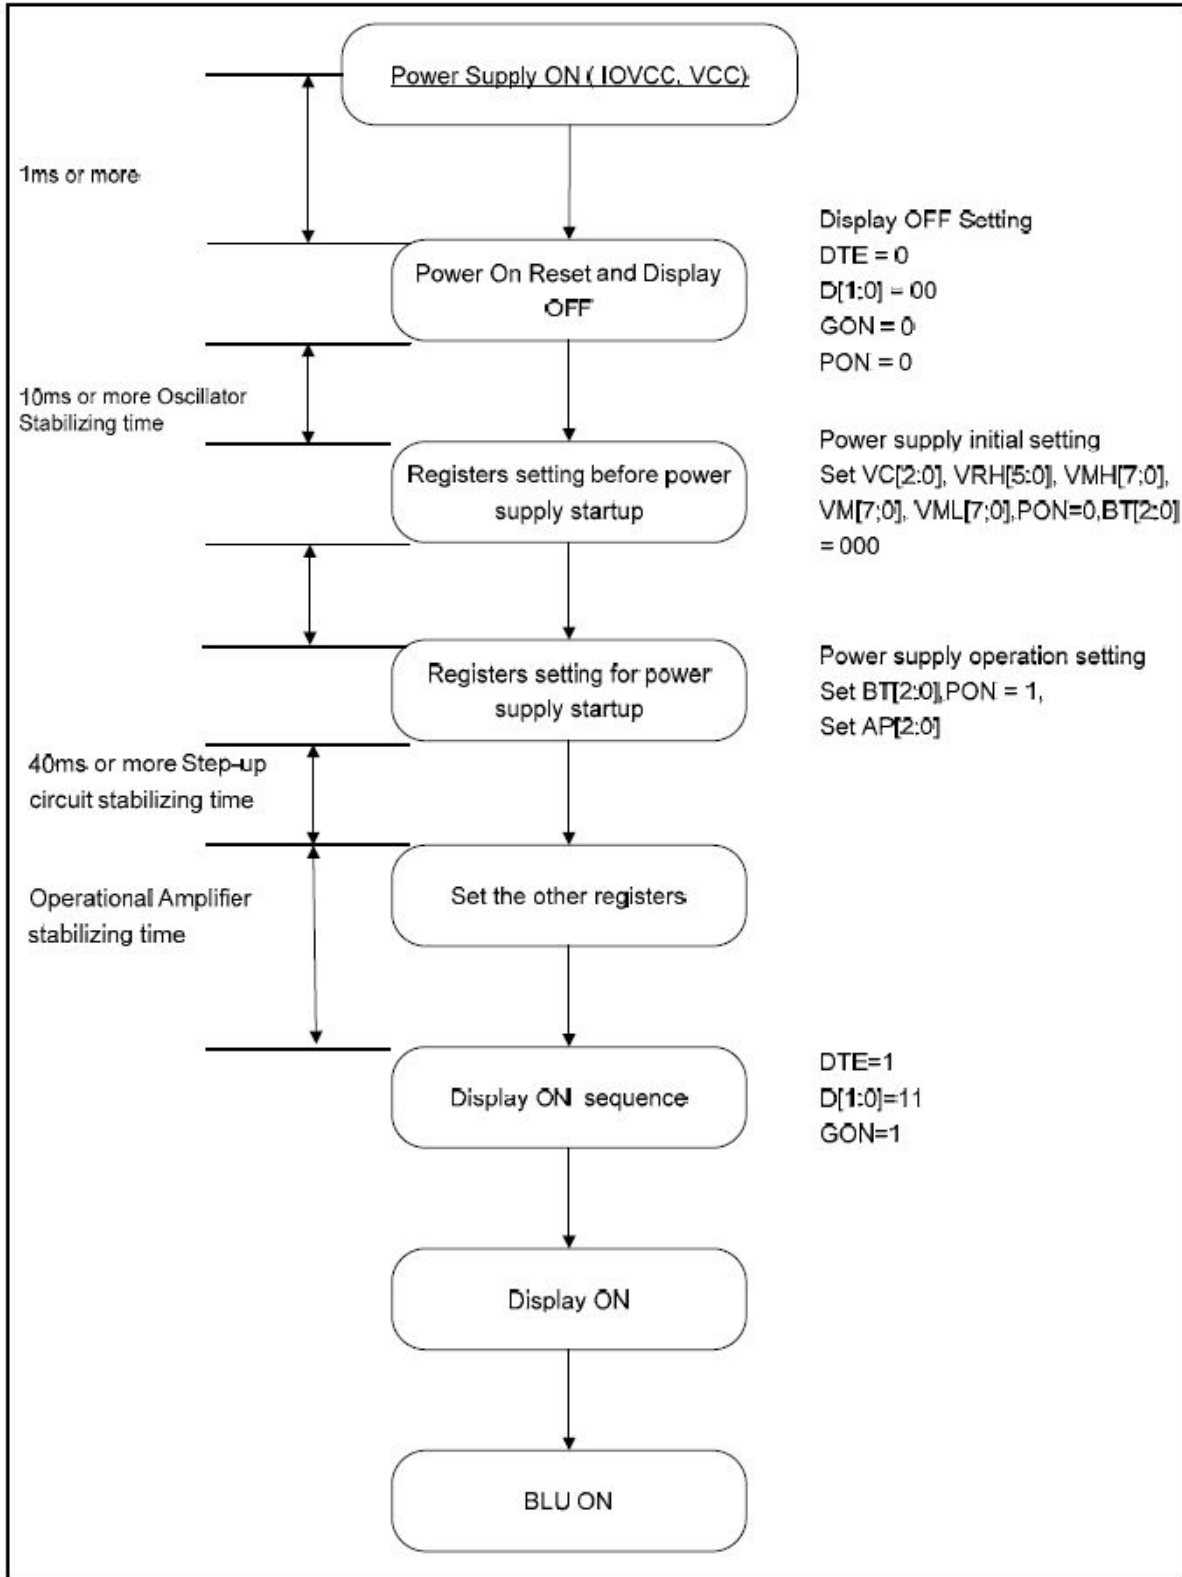 Power Supply ON ( IOVCC, VCC)
1ms or more
Display OFF Setting
DTE = 0
D[1:0] = 00
GON = 0
PON = 0
Power On Reset and Display
OFF
10ms or more Oscillator
Stabilizing time
Power supply initial setting
Set VC[2:0], VRH[5:0], VMH[7;0],
VM[7;0], VML[7;0],PON=0,BT[2:0]
= 000
Registers setting before power
supply startup
Registers setting for power
supply startup
Power supply operation setting
Set BT[2:0],PON = 1,
Set AP[2:0]
40ms or more Step-up
circuit stabilizing time
Operational Amplifier
stabilizing time
Set the other registers
Display ON sequence
DTE=1
D[1:0]=11
GON=1
Display ON
BLU ON